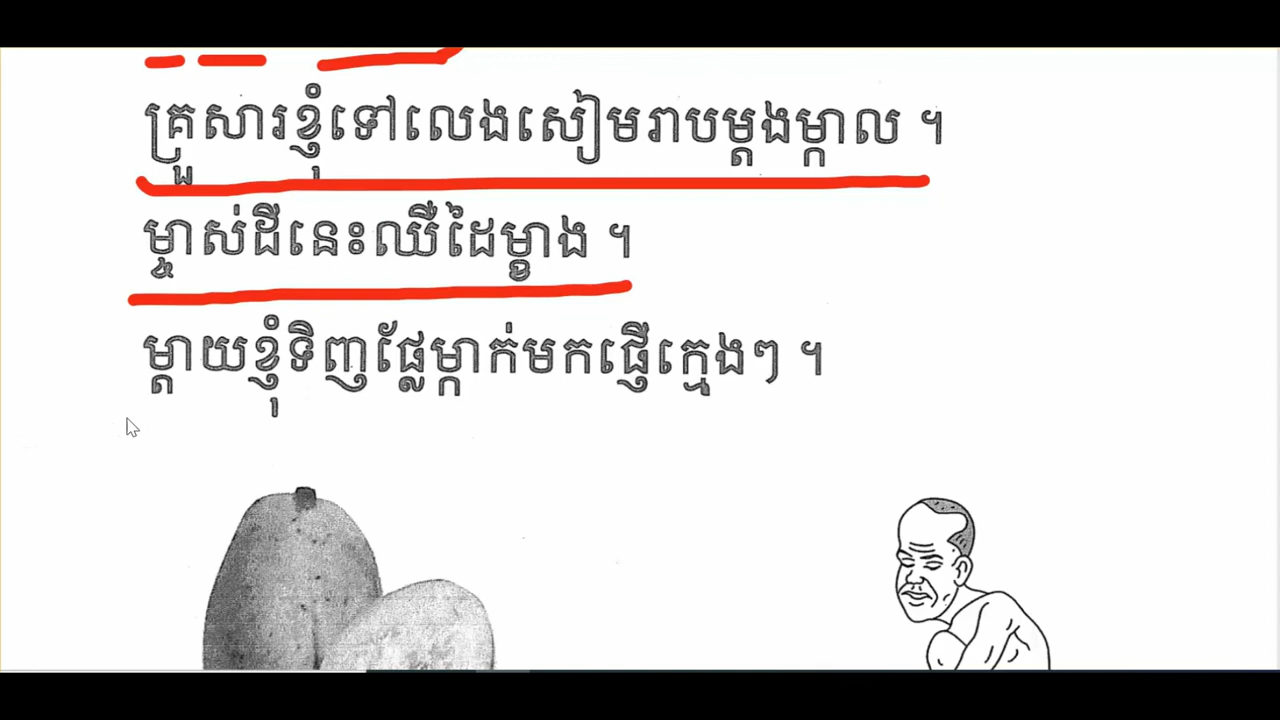 គ្រួសារខ្ញុំទៅលេងសៀមរាបម្តងម្កាល ។
ម្ចាស់ដីនេះឈឺដៃម្ខាង ។
ម្តាយខ្ញុំទិញផ្លែម្កាក់មកផ្ញើក្មេងៗ ។